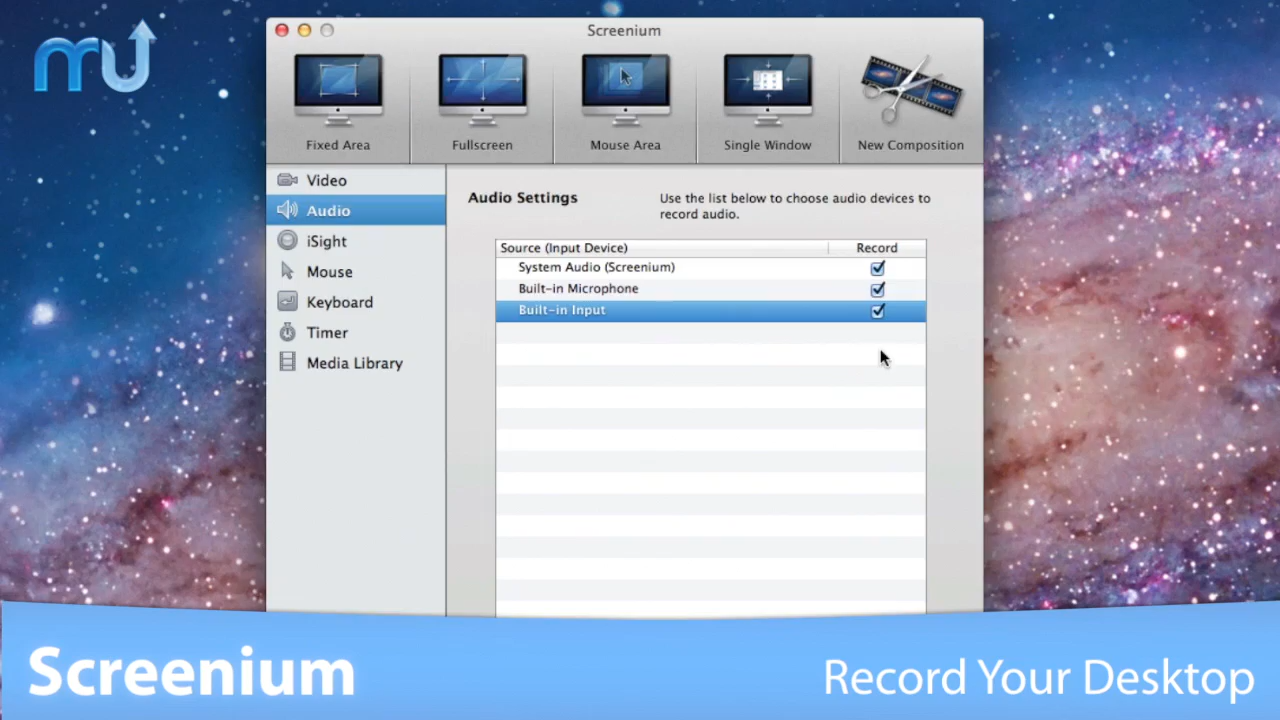 mu
Screenium
Fixed Area
Fullscreen
Mouse Area
Single Window
New Composition
Video
Audio
iSight
Mouse
Keyboard
Timer
Media Library
Audio Settings
Use the list below to choose audio devices to
record audio.
Source (Input Device)
Record
System Audio (Screenium)
Built-in Microphone
Built-in Input
Screenium
Record Your Desktop